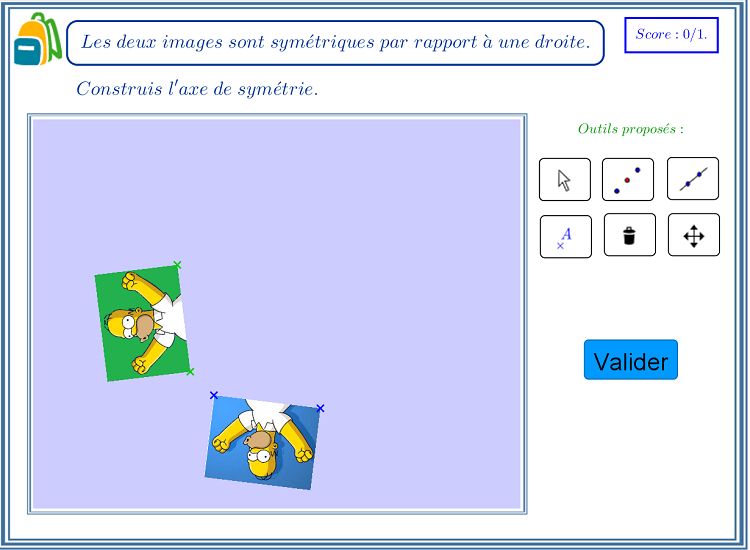 Les deux images sont symétriques par rapport à une droite.
Score : 0/1.
Construis l'axe de symétrie.
Outils proposés :
A
Valider